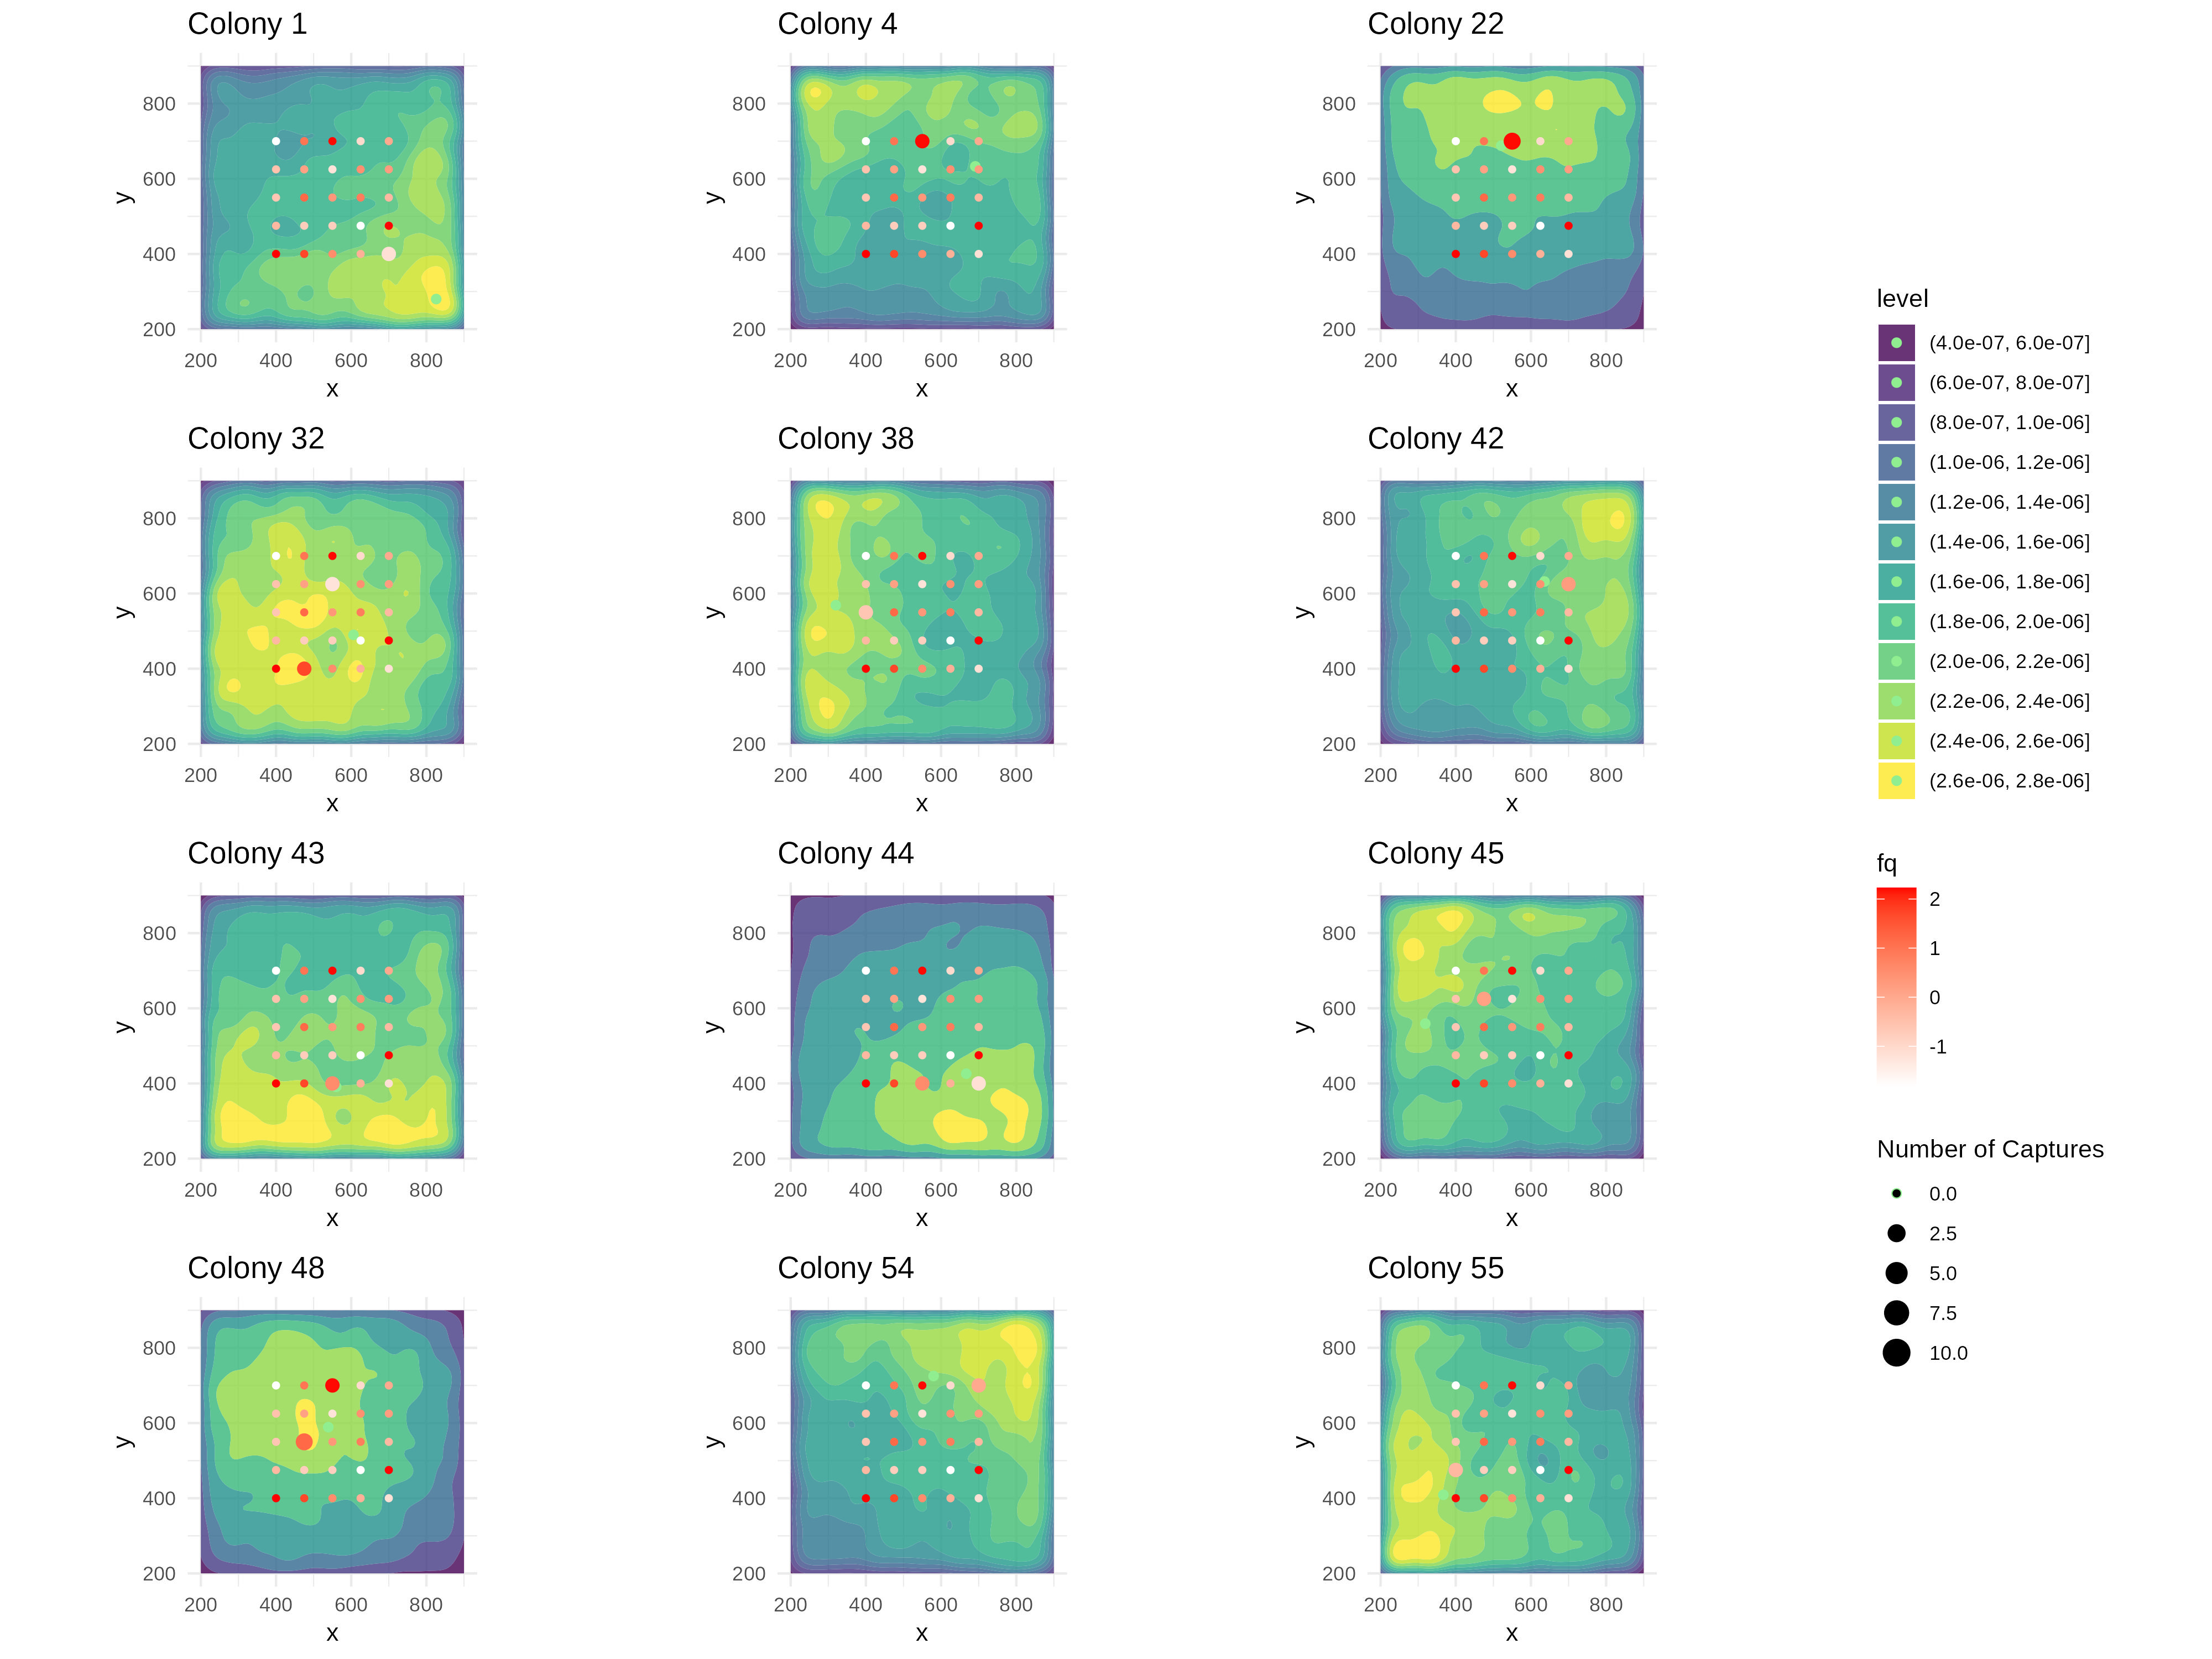 Colony 1
800
600
400
200
y
200 400 600 800
x
Colony 4
800
600
400
200
y
200 400 600 800
x
Colony 22
800
600
400
200
y
200 400 600 800
x
Colony 32
800
600
400
200
y
200 400 600 800
x
Colony 38
800
600
400
200
y
200 400 600 800
x
Colony 42
800
600
400
200
y
200 400 600 800
x
Colony 43
800
600
400
200
y
200 400 600 800
x
Colony 44
800
600
400
200
y
200 400 600 800
x
Colony 45
800
600
400
200
y
200 400 600 800
x
Colony 48
800
600
400
200
y
200 400 600 800
x
Colony 54
800
600
400
200
y
200 400 600 800
x
Colony 55
800
600
400
200
y
200 400 600 800
x
level
(4.0e-07, 6.0e-07]
(6.0e-07, 8.0e-07]
(8.0e-07, 1.0e-06]
(1.0e-06, 1.2e-06]
(1.2e-06, 1.4e-06]
(1.4e-06, 1.6e-06]
(1.6e-06, 1.8e-06]
(1.8e-06, 2.0e-06]
(2.0e-06, 2.2e-06]
(2.2e-06, 2.4e-06]
(2.4e-06, 2.6e-06]
(2.6e-06, 2.8e-06]
fq
2
1
0
-1
Number of Captures
0.0
2.5
5.0
7.5
10.0